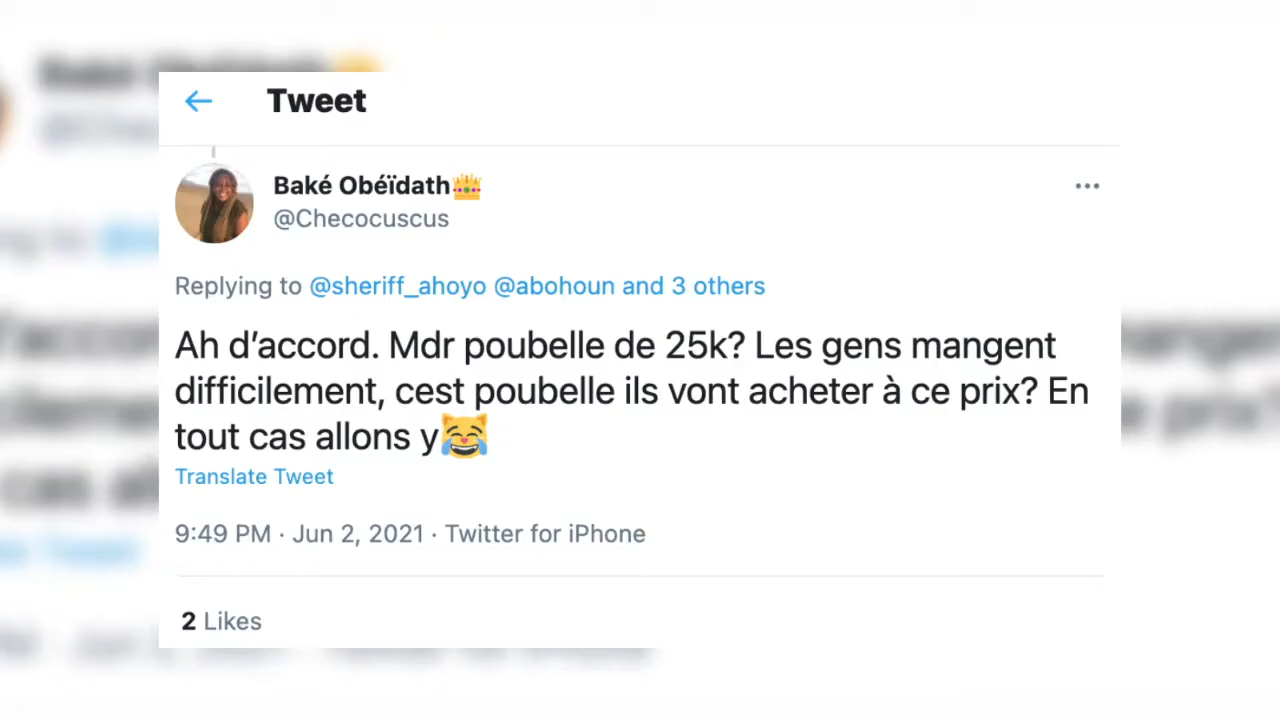 Tweet
Baké Obéïdath👑
@Checocuscus
Replying to @sheriff_ahoyo @abohoun and 3 others
Ah d’accord. Mdr poubelle de 25k? Les gens mangent
difficilement, cest poubelle ils vont acheter à ce prix? En
tout cas allons y😹
Translate Tweet
9:49 PM · Jun 2, 2021 · Twitter for iPhone
2 Likes